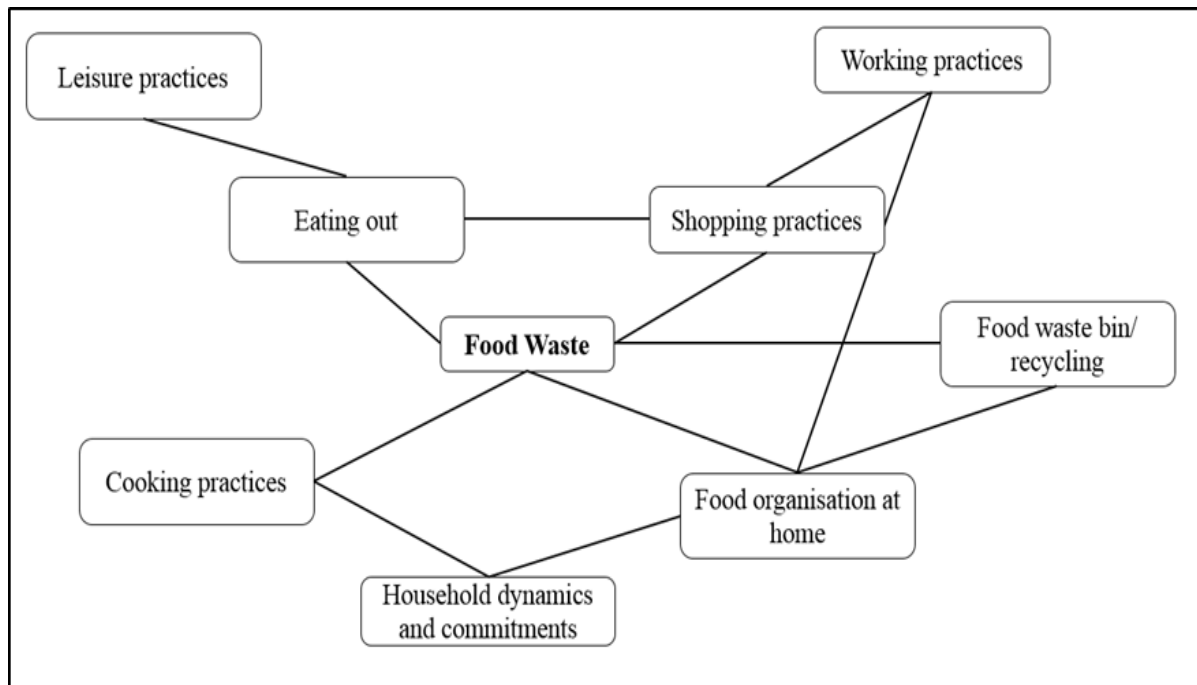 Leisure practices
Working practices
Eating out
Shopping practices
Food Waste
Food waste bin/
recycling
Cooking practices
Food organisation at
home
Household dynamics
and commitments